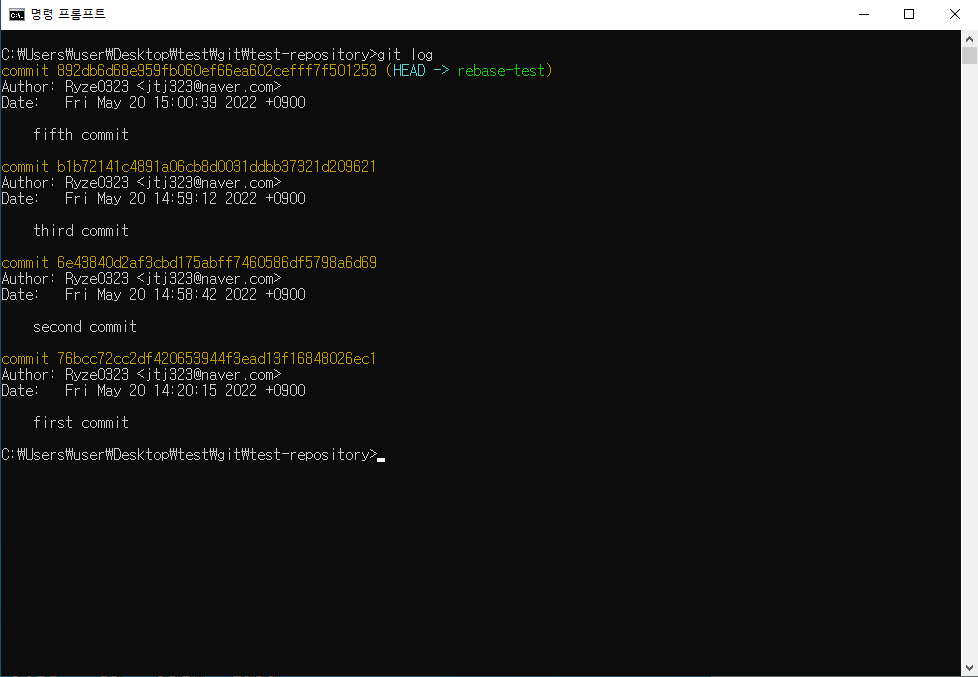 명령 프롬프트
C:₩Users₩user₩Desktop₩test₩git₩test-repository>git log
commit 892db6d68e959fb060ef66ea602cefff7f501253 (HEAD -> rebase-test)
Author: Ryze0323 <jtj323@naver.com>
Date:   Fri May 20 15:00:39 2022 +0900
fifth commit
commit b1b72141c4891a06cb8d0031ddbb37321d209621
Author: Ryze0323 <jtj323@naver.com>
Date:   Fri May 20 14:59:12 2022 +0900
third commit
commit 6e43840d2af3cbd175abff7460586df5798a6d69
Author: Ryze0323 <jtj323@naver.com>
Date:   Fri May 20 14:58:42 2022 +0900
second commit
commit 76bcc72cc2df420653944f3ead13f16848026ec1
Author: Ryze0323 <jtj323@naver.com>
Date:   Fri May 20 14:20:15 2022 +0900
first commit
C:₩Users₩user₩Desktop₩test₩git₩test-repository>